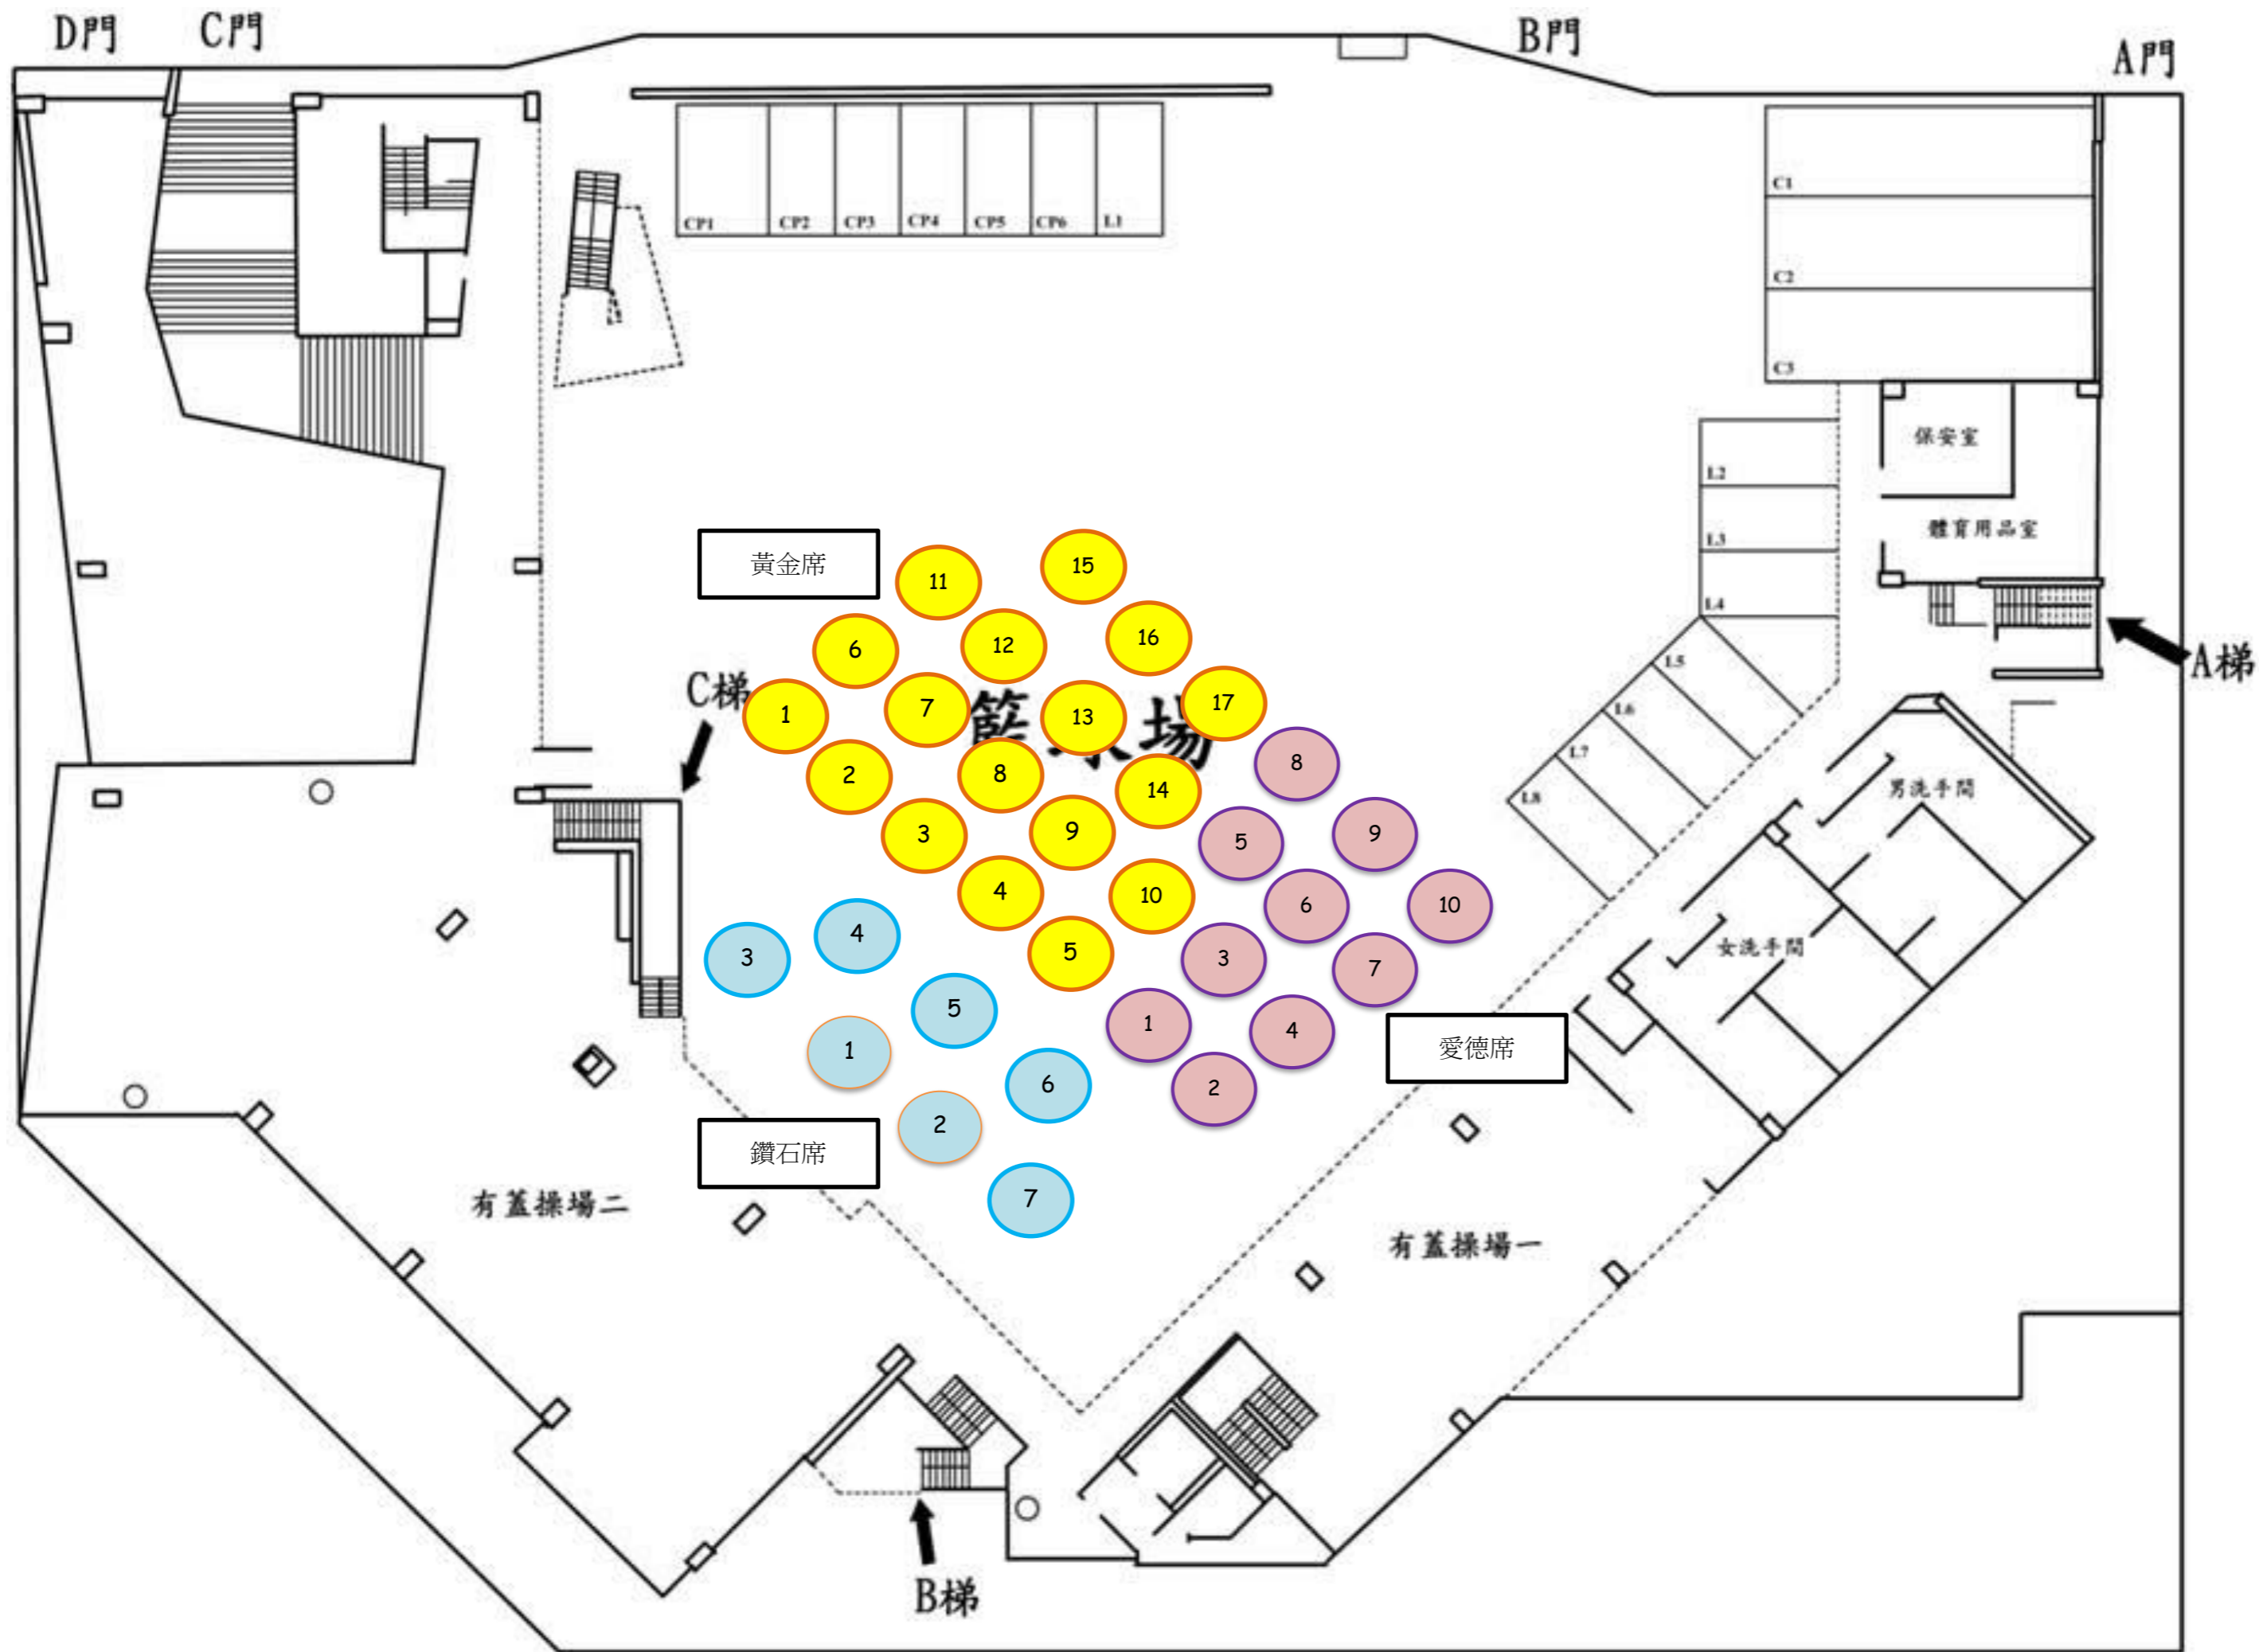 D門
C門
B門
A門
CP1
CP2
CP3
CP4
CP5
CP6
L1
C1
C2
C3
保安室
L2
體育用品室
L3
L4
黃金席
11
15
6
12
16
C梯
1
7
13
17
籃球場
L5
A梯
L6
L7
L8
2
8
14
8
男洗手間
3
9
5
9
4
10
6
10
3
4
5
3
7
女洗手間
5
1
4
愛德席
1
6
2
2
鑽石席
7
有蓋操場二
有蓋操場一
B梯